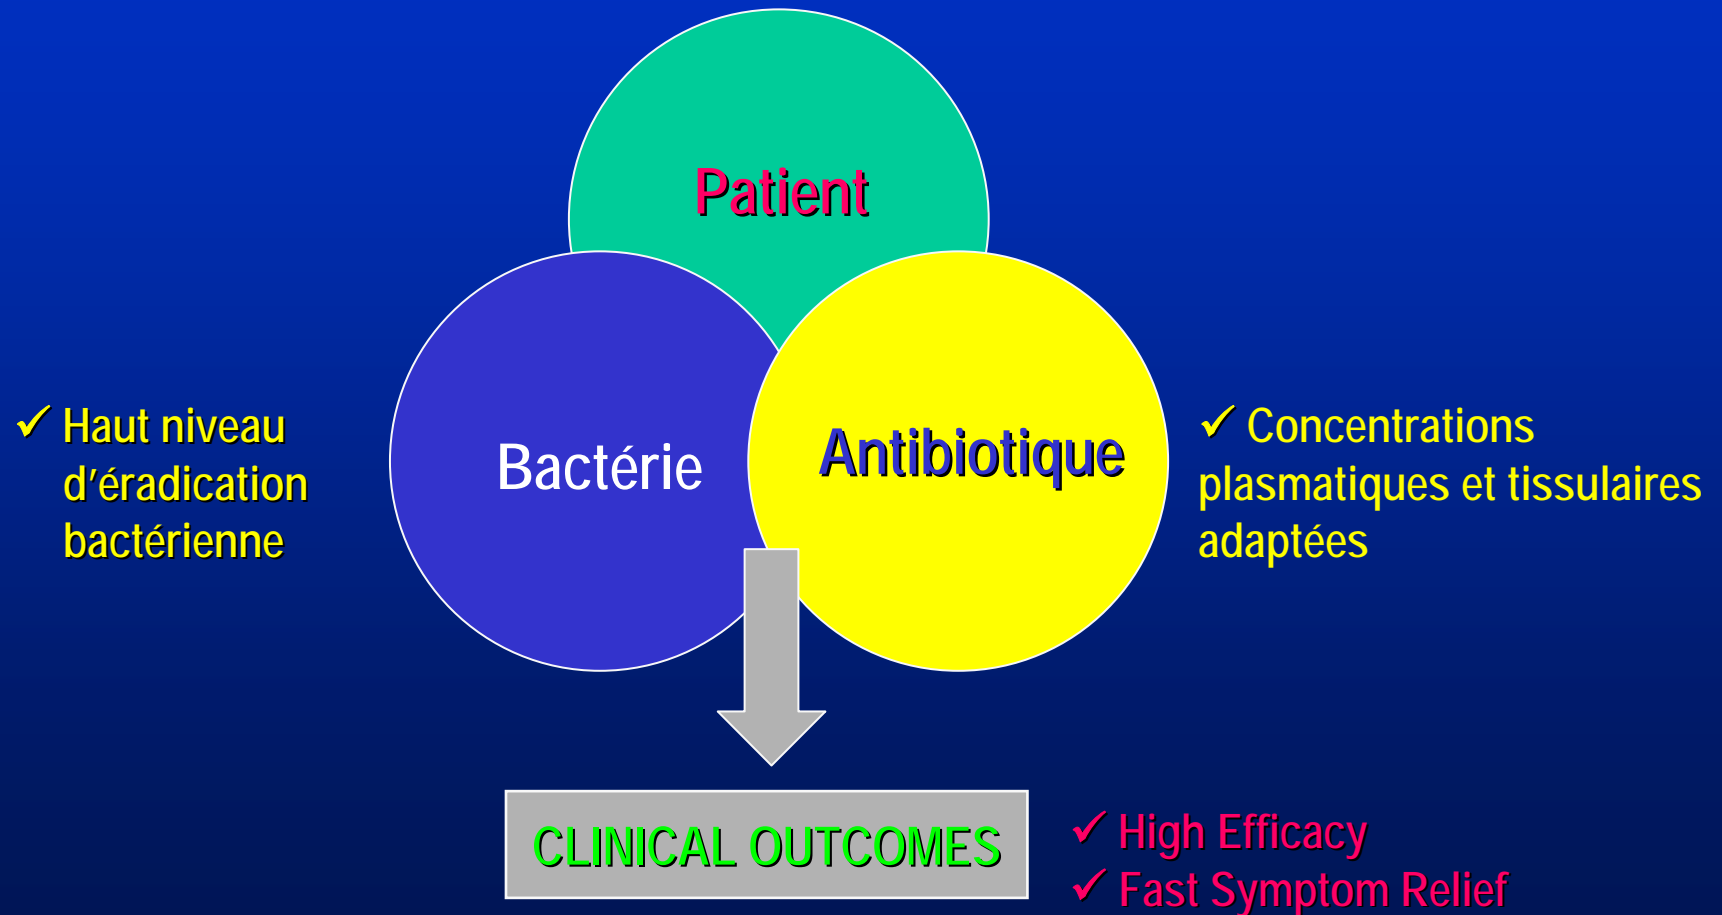 Patient
Bactérie
Antibiotique
✓ Haut niveau
d'éradication
bactérienne
✓ Concentrations
plasmatiques et tissulaires
adaptées
CLINICAL OUTCOMES
✓ High Efficacy
✓ Fast Symptom Relief